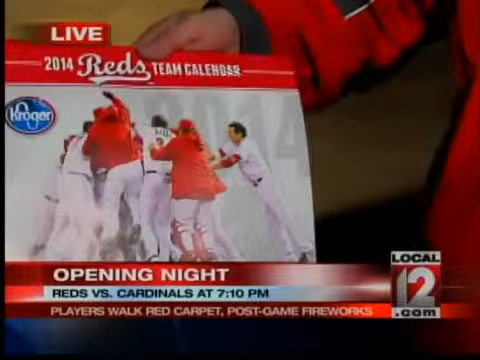 LIVE
2014 Reds TEAM CALENDAR
Kroger
2014
OPENING NIGHT
REDS VS. CARDINALS AT 7:10 PM
PLAYERS WALK RED CARPET, POST-GAME FIREWORKS
LOCAL
12
.com